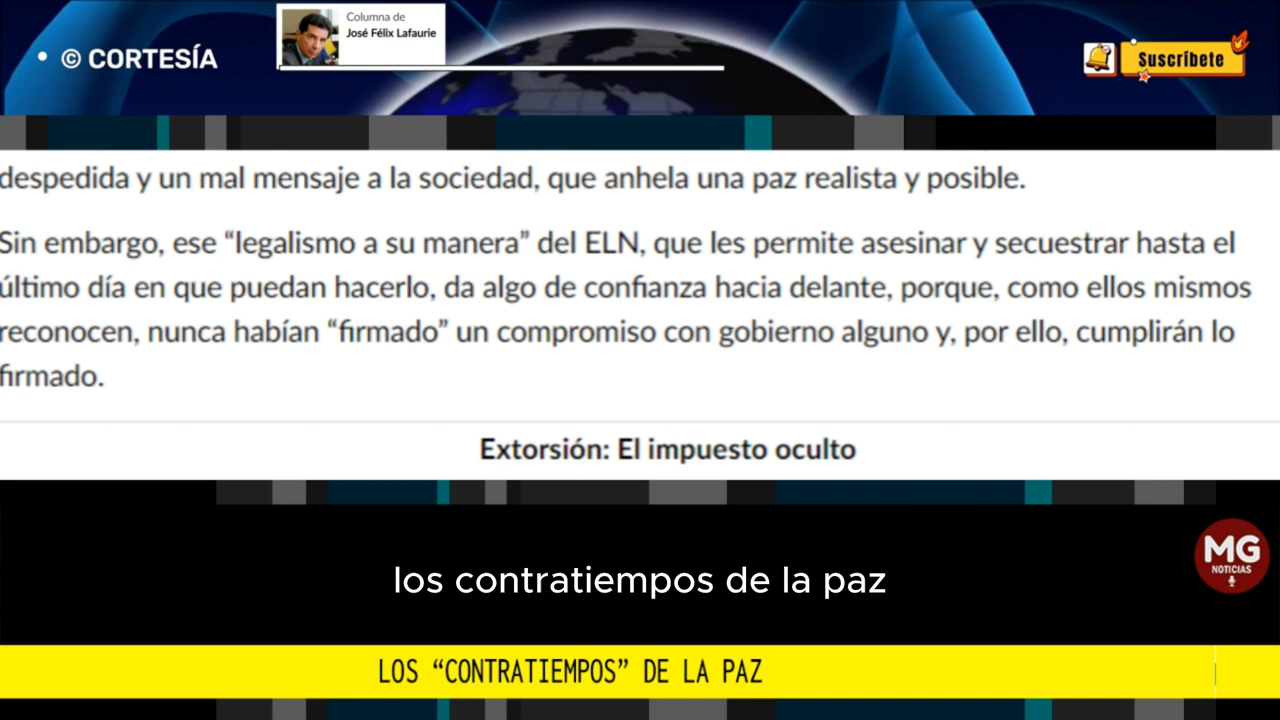 • © CORTESÍA
Columna de
José Félix Lafaurie
Suscríbete
despedida y un mal mensaje a la sociedad, que anhela una paz realista y posible.
Sin embargo, ese “legalismo a su manera” del ELN, que les permite asesinar y secuestrar hasta el
último día en que puedan hacerlo, da algo de confianza hacia delante, porque, como ellos mismos
reconocen, nunca habían “firmado” un compromiso con gobierno alguno y, por ello, cumplirán lo
firmado.
Extorsión: El impuesto oculto
MG
NOTICIAS
los contratiempos de la paz
LOS “CONTRATIEMPOS” DE LA PAZ